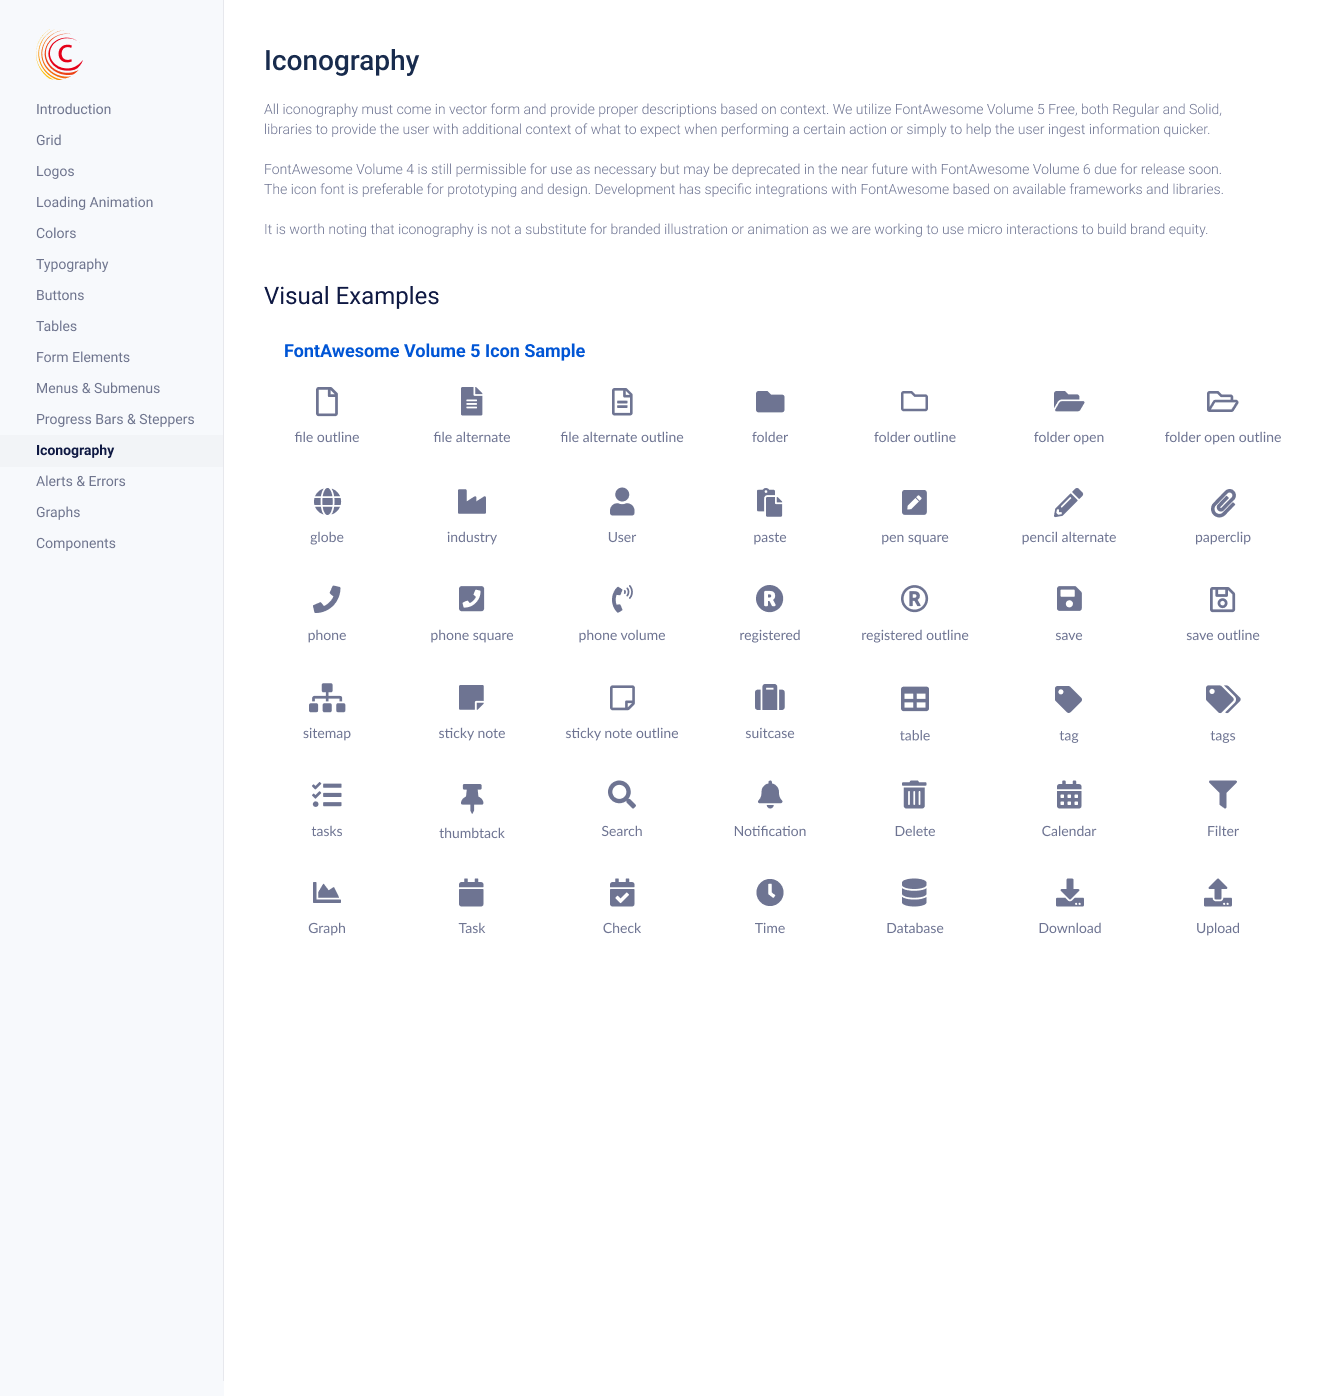 C
Introduction
Grid
Logos
Loading Animation
Colors
Typography
Buttons
Tables
Form Elements
Menus & Submenus
Progress Bars & Steppers
Iconography
Alerts & Errors
Graphs
Components
Iconography
All iconography must come in vector form and provide proper descriptions based on context. We utilize FontAwesome Volume 5 Free, both Regular and Solid,
libraries to provide the user with additional context of what to expect when performing a certain action or simply to help the user ingest information quicker.
FontAwesome Volume 4 is still permissible for use as necessary but may be deprecated in the near future with FontAwesome Volume 6 due for release soon.
The icon font is preferable for prototyping and design. Development has specific integrations with FontAwesome based on available frameworks and libraries.
It is worth noting that iconography is not a substitute for branded illustration or animation as we are working to use micro interactions to build brand equity.
Visual Examples
FontAwesome Volume 5 Icon Sample
file outline file alternate file alternate outline folder folder outline folder open folder open outline
globe industry User paste pen square pencil alternate paperclip
R R
phone phone square phone volume registered registered outline save save outline
sitemap sticky note sticky note outline suitcase table tag tags
tasks thumbtack Search Notification Delete Calendar Filter
Graph Task Check Time Database Download Upload